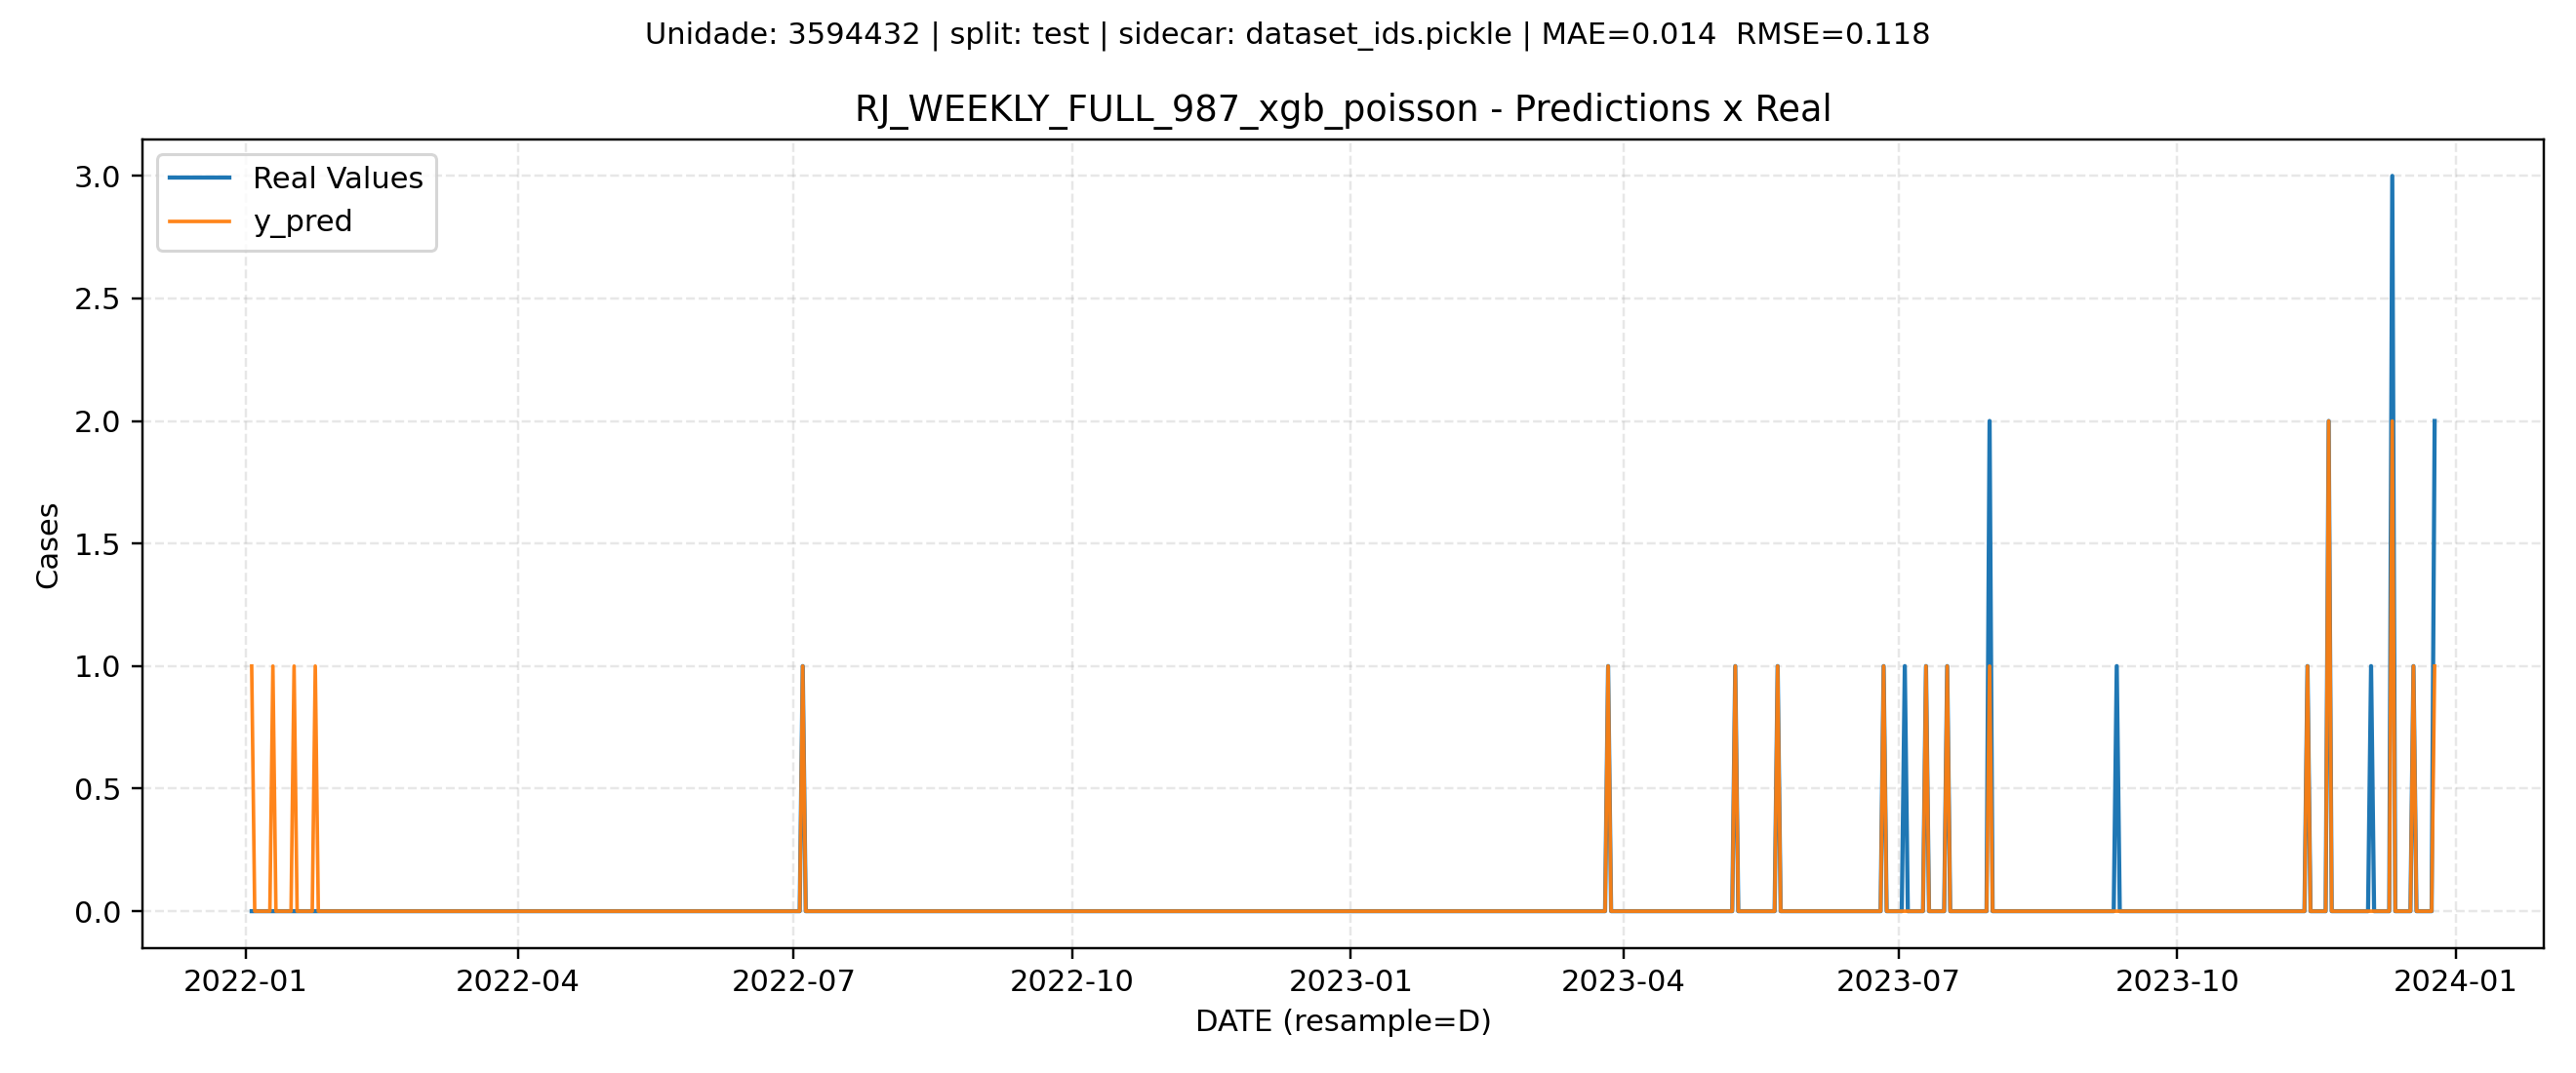 Unidade: 3594432 | split: test | sidecar: dataset_ids.pickle | MAE=0.014  RMSE=0.118
RJ_WEEKLY_FULL_987_xgb_poisson - Predictions x Real
Real Values
y_pred
3.0
2.5
2.0
1.5
1.0
0.5
0.0
Cases
2022-01
2022-04
2022-07
2022-10
2023-01
2023-04
2023-07
2023-10
2024-01
DATE (resample=D)